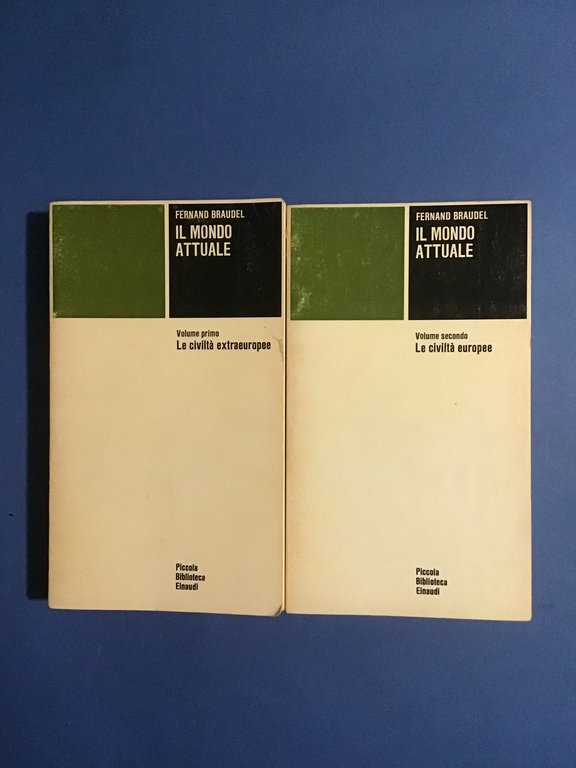 FERNAND BRAUDEL
IL MONDO
ATTUALE
Volume primo
Le civiltà extraeuropee
Piccola
Biblioteca
Einaudi
FERNAND BRAUDEL
IL MONDO
ATTUALE
Volume secondo
Le civiltà europee
Piccola
Biblioteca
Einaudi